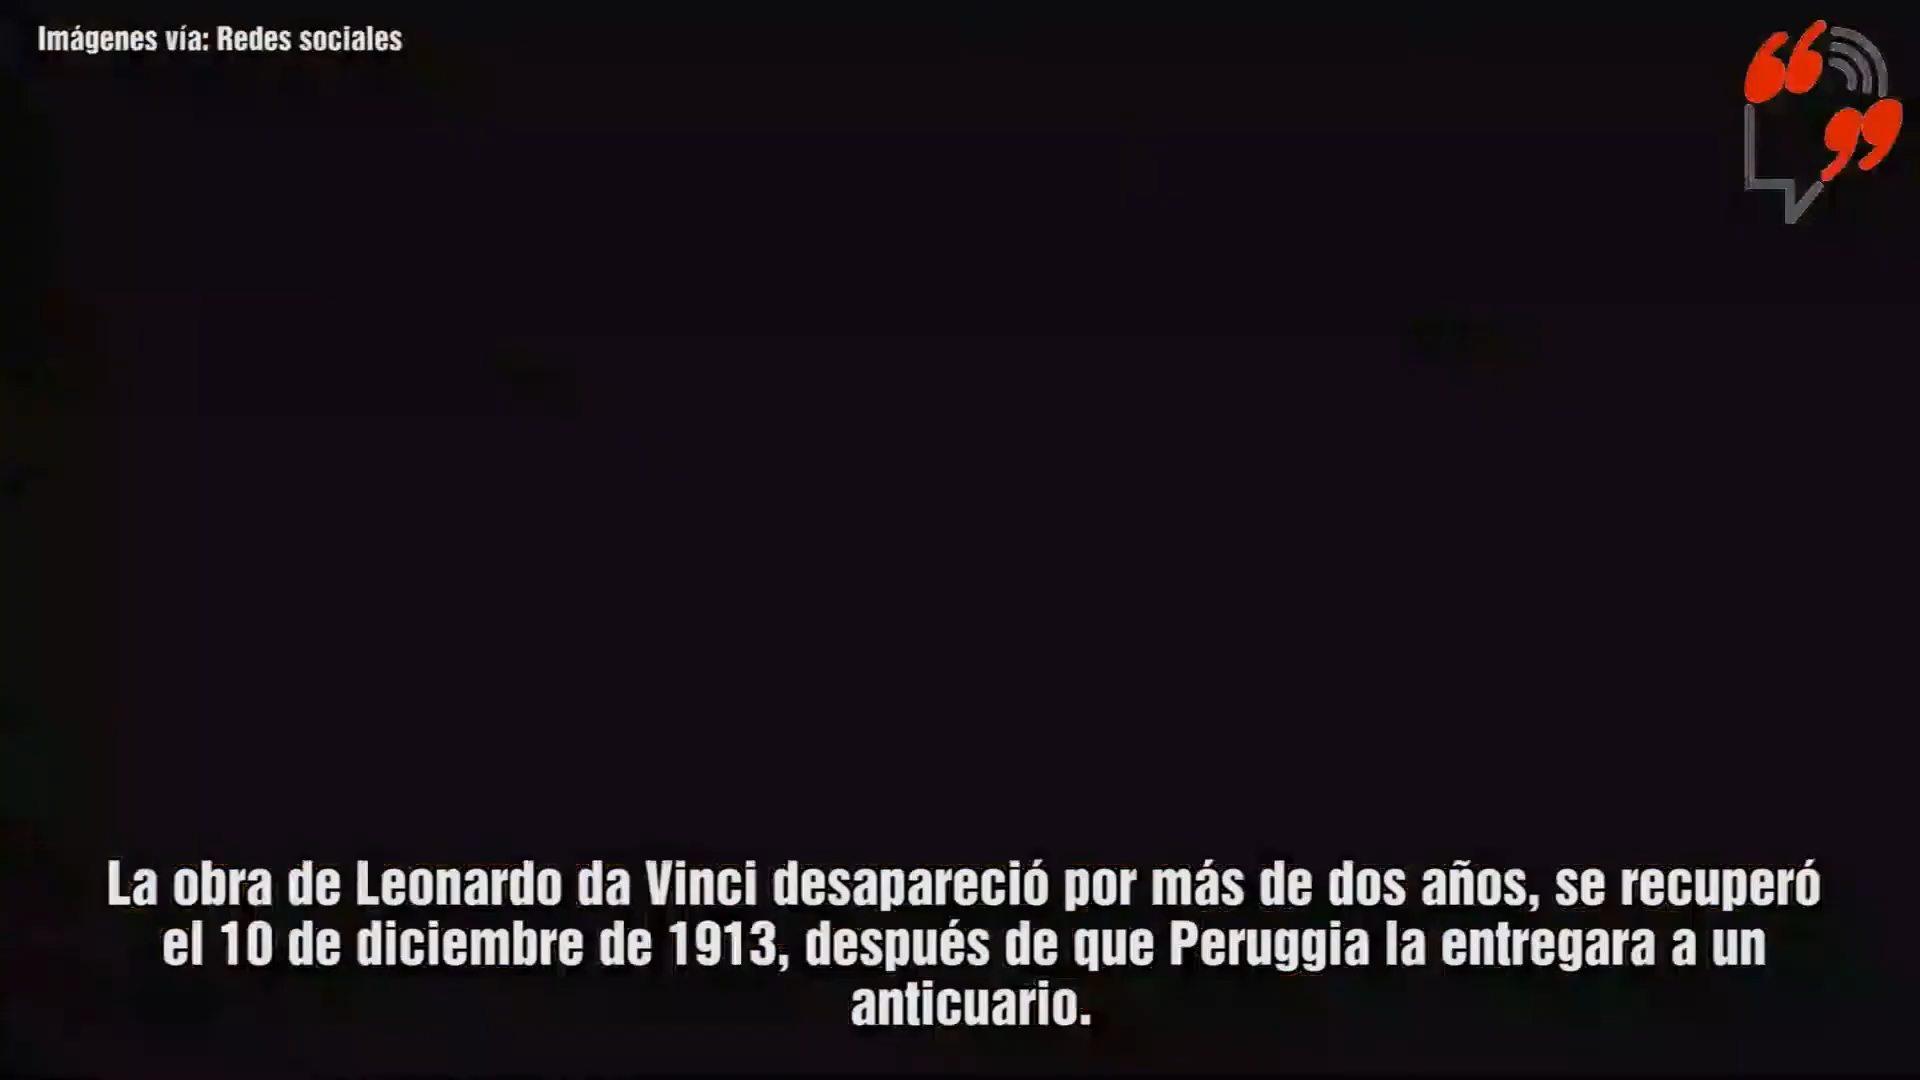 Imágenes vía: Redes sociales
La obra de Leonardo da Vinci desapareció por más de dos años, se recuperó
el 10 de diciembre de 1913, después de que Peruggia la entregara a un
anticuario.